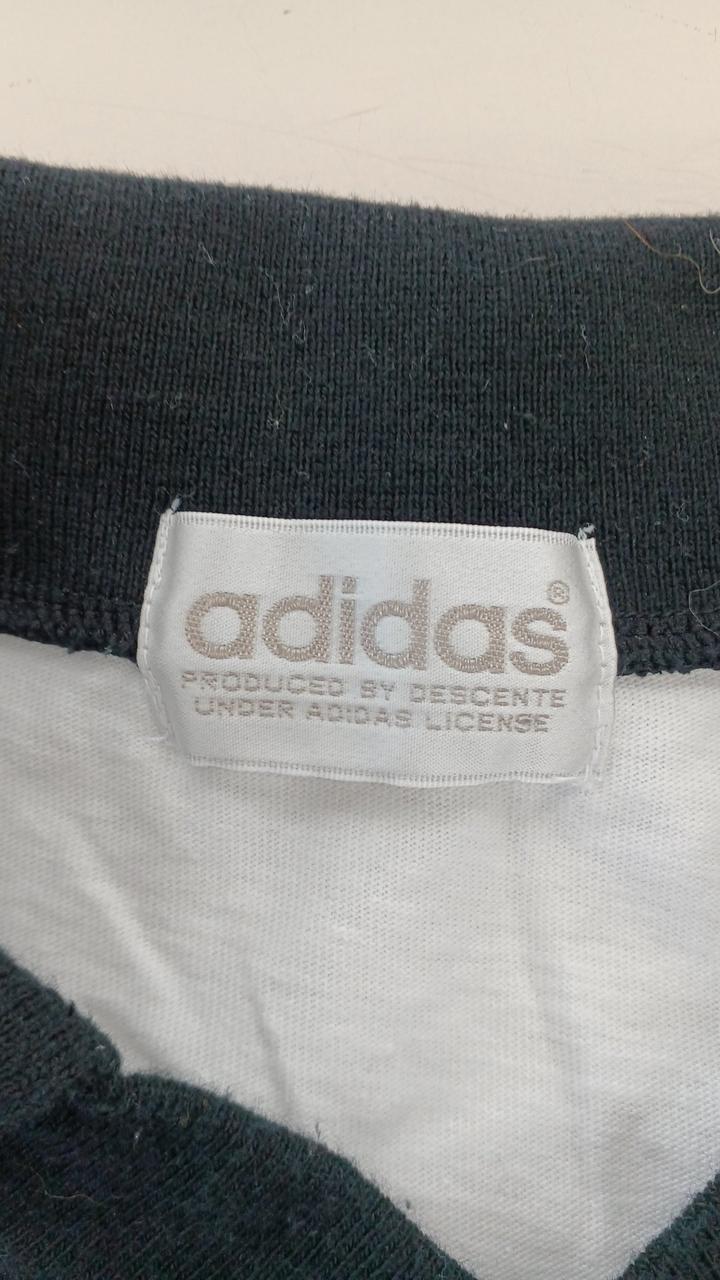 adidas®
PRODUCED BY DESCENTE
UNDER ADIDAS LICENSE